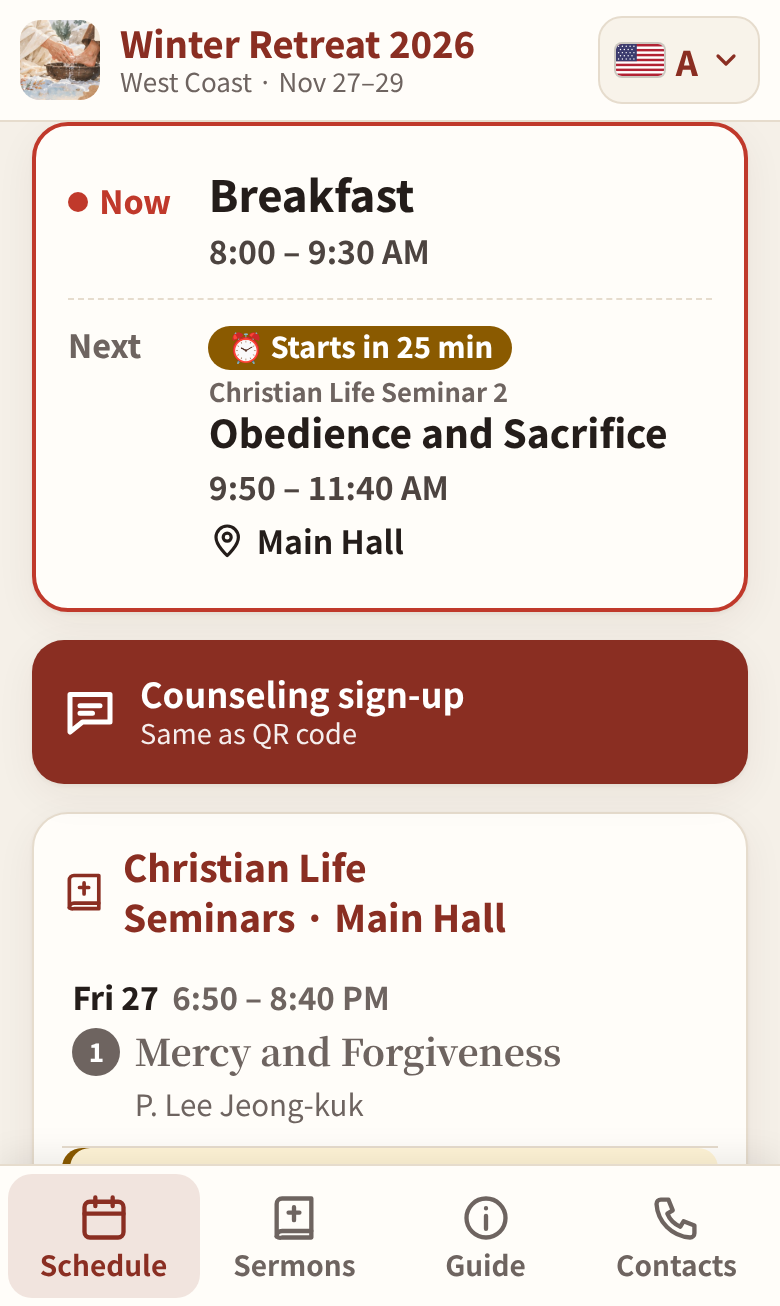 Winter Retreat 2026
West Coast · Nov 27–29
A
Now
Breakfast
8:00 – 9:30 AM
Next
⏰ Starts in 25 min
Christian Life Seminar 2
Obedience and Sacrifice
9:50 – 11:40 AM
Main Hall
Counseling sign-up
Same as QR code
Christian Life
Seminars · Main Hall
Fri 27 6:50 – 8:40 PM
1 Mercy and Forgiveness
P. Lee Jeong-kuk
Schedule
Sermons
Guide
Contacts